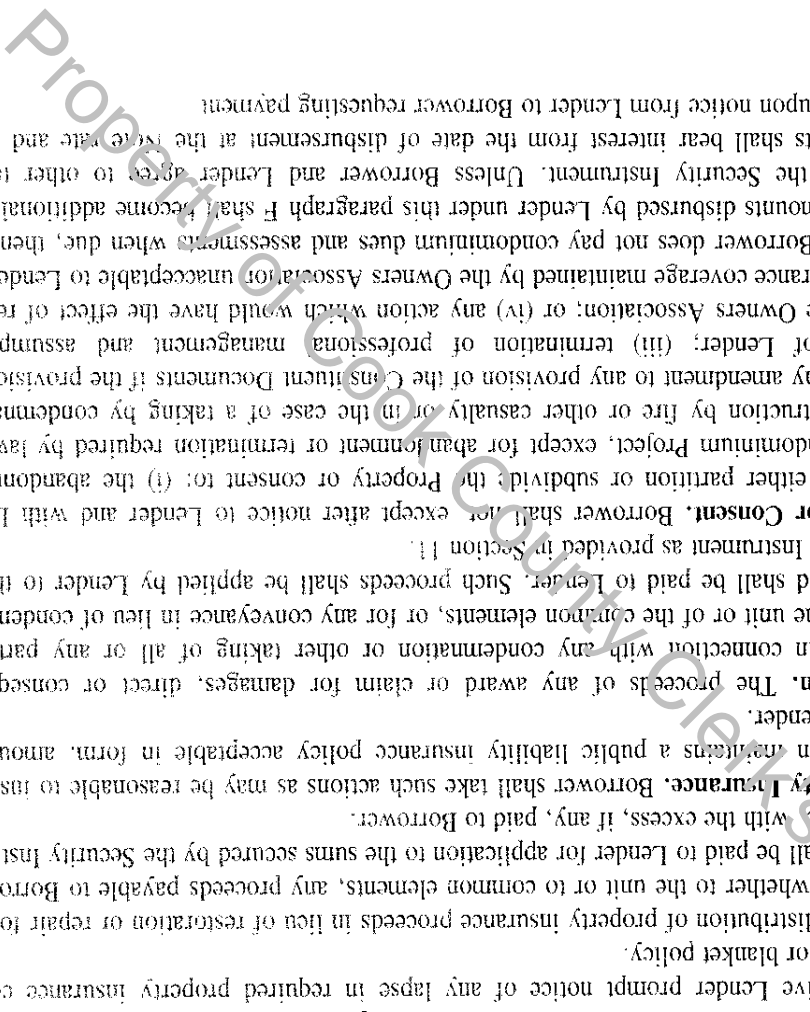 ive Lender prompt notice of any lapse in required property insurance co
or blanket policy.
distribution of property insurance proceeds in lieu of restoration or repair fol
whether to the unit or to common elements, any proceeds payable to Borro
all be paid to Lender for application to the sums secured by the Security Inst
with the excess, if any, paid to Borrower.
ty Insurance. Borrower shall take such actions as may be reasonable to ins
n maintains a public liability insurance policy acceptable in form, amou
ender.
n. The proceeds of any award or claim for damages, direct or conseq
in connection with any condemnation or other taking of all or any part
he unit or of the common elements, or for any conveyance in lieu of conden
d shall be paid to Lender. Such proceeds shall be applied by Lender to th
Instrument as provided in Section 11.
or Consent. Borrower shall not, except after notice to Lender and with L
either partition or subdivide the Property or consent to: (i) the abandonr
ndominium Project, except for abandonment or termination required by law
truction by fire or other casualty or in the case of a taking by condemna
ny amendment to any provision of the Constituent Documents if the provisio
of Lender; (iii) termination of professional management and assump
e Owners Association; or (iv) any action which would have the effect of re
rance coverage maintained by the Owners Association unacceptable to Lende
Borrower does not pay condominium dues and assessments when due, then
mounts disbursed by Lender under this paragraph F shall become additional
the Security Instrument. Unless Borrower and Lender agree to other te
ts shall bear interest from the date of disbursement at the Note rate and
upon notice from Lender to Borrower requesting payment
Property of Cook County Clerk's